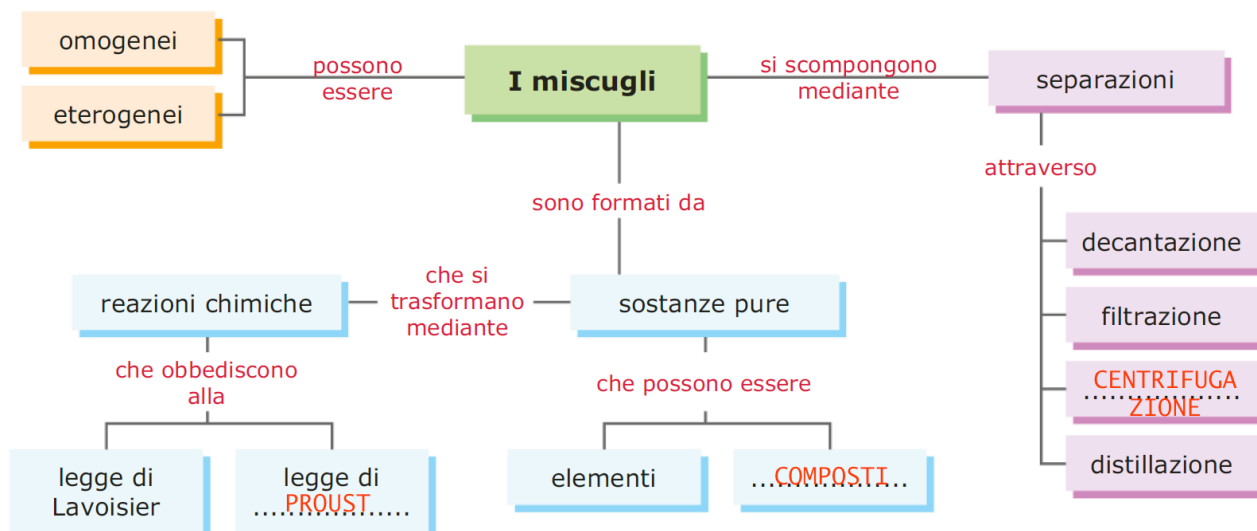 omogenei
eterogenei
possono
essere
I miscugli
si scompongono
mediante
separazioni
attraverso
decantazione
filtrazione
CENTRIFUGA
..................
ZIONE
distillazione
sono formati da
sostanze pure
che si
trasformano
mediante
reazioni chimiche
che obbediscono
alla
legge di
Lavoisier
legge di
PROUST
..................
che possono essere
elementi
COMPOSTI
..................